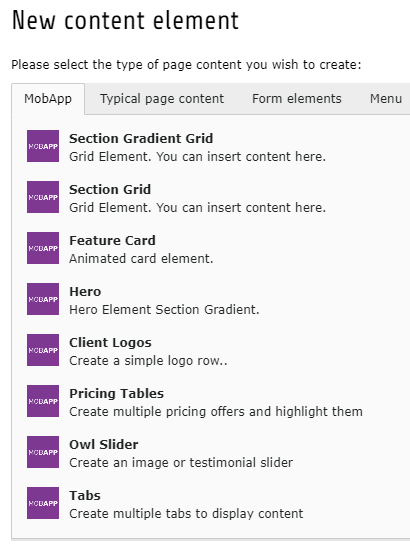 New content element
Please select the type of page content you wish to create:
MobApp Typical page content Form elements Menu
MOBAPP Section Gradient Grid
Grid Element. You can insert content here.
MOBAPP Section Grid
Grid Element. You can insert content here.
MOBAPP Feature Card
Animated card element.
MOBAPP Hero
Hero Element Section Gradient.
MOBAPP Client Logos
Create a simple logo row..
MOBAPP Pricing Tables
Create multiple pricing offers and highlight them
MOBAPP Owl Slider
Create an image or testimonial slider
MOBAPP Tabs
Create multiple tabs to display content